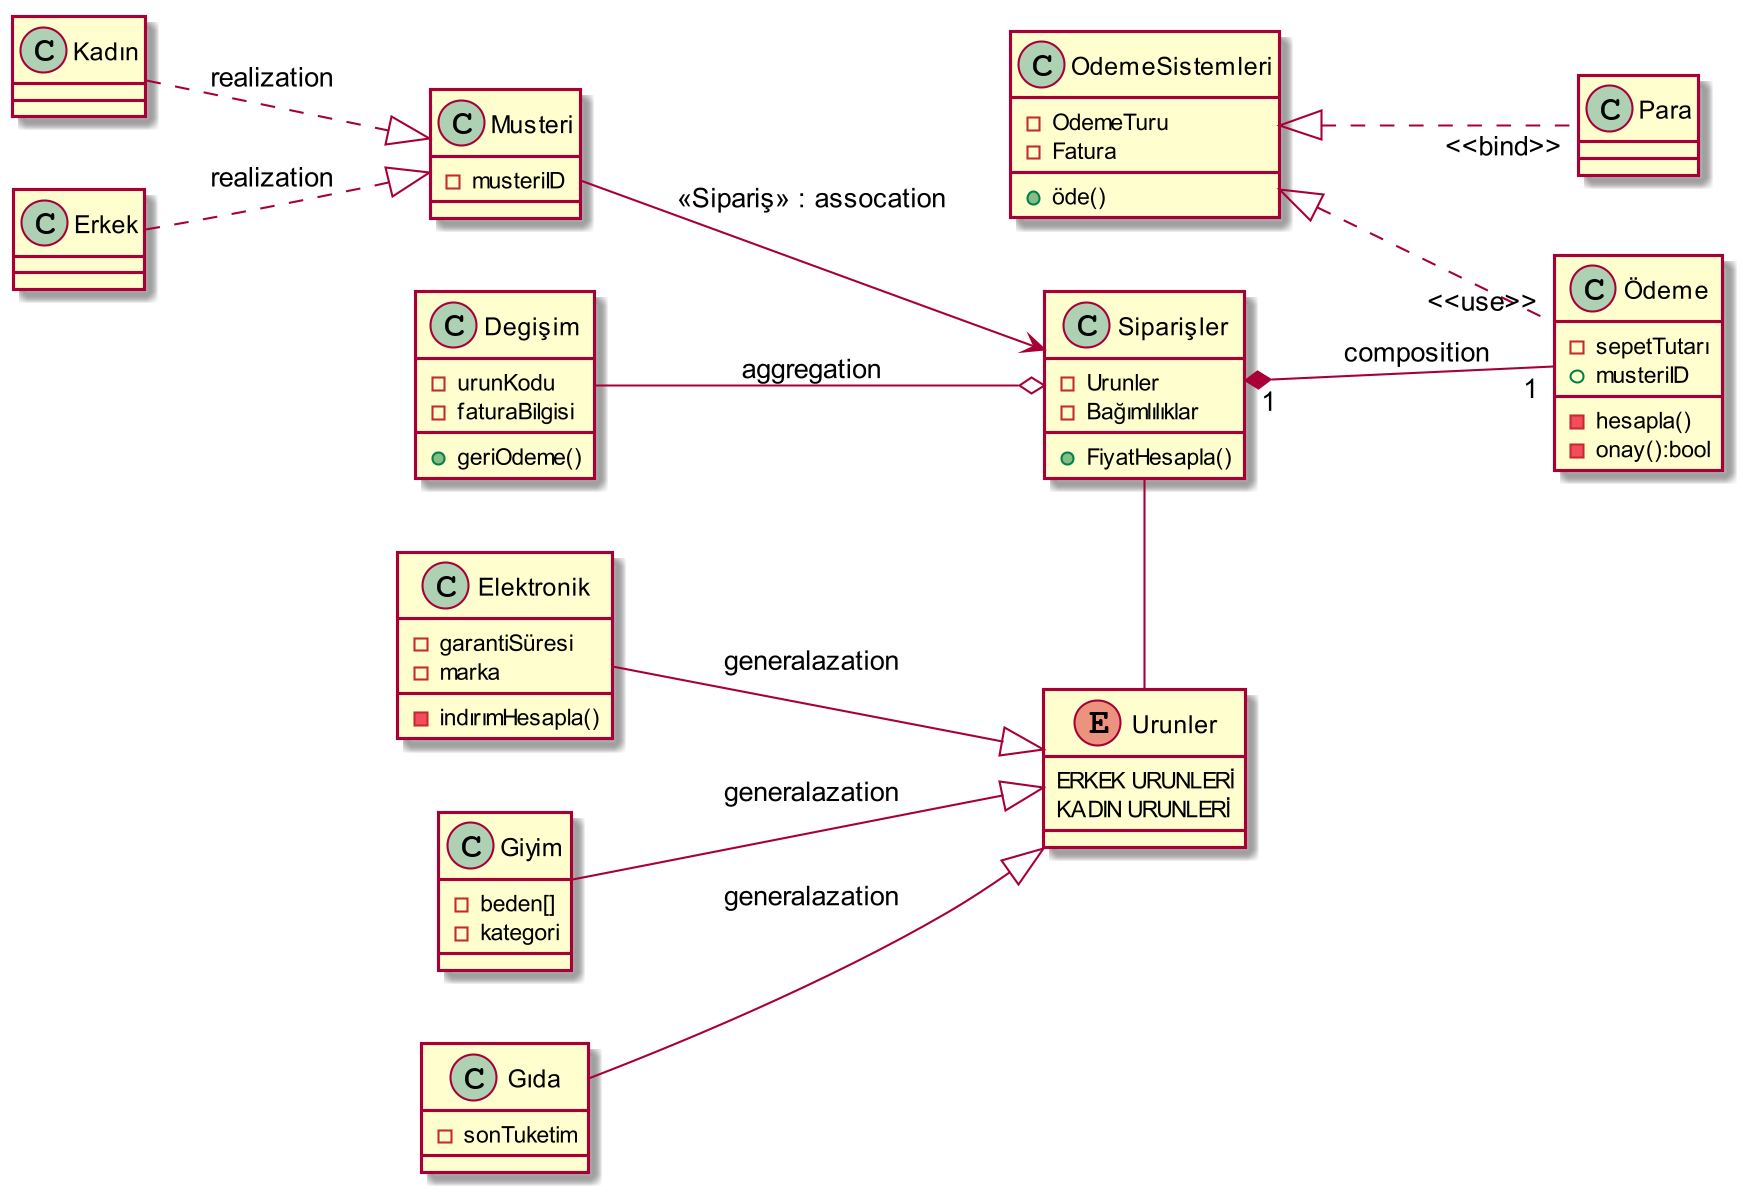 C Kadın
realization
C Erkek
realization
C Musteri
musteriID
«Sipariş» : assocation
C OdemeSistemleri
OdemeTuru
Fatura
öde()
<<bind>>
C Para
<<use>>
C Ödeme
sepetTutarı
musteriID
hesapla()
onay():bool
C Degişim
urunKodu
faturaBilgisi
geriOdeme()
aggregation
C Siparişler
Urunler
Bağımlılıklar
FiyatHesapla()
composition
1
1
C Elektronik
garantiSüresi
marka
indırımHesapla()
generalazation
E Urunler
ERKEK URUNLERİ
KADIN URUNLERİ
C Giyim
beden[]
kategori
generalazation
generalazation
C Gıda
sonTuketim